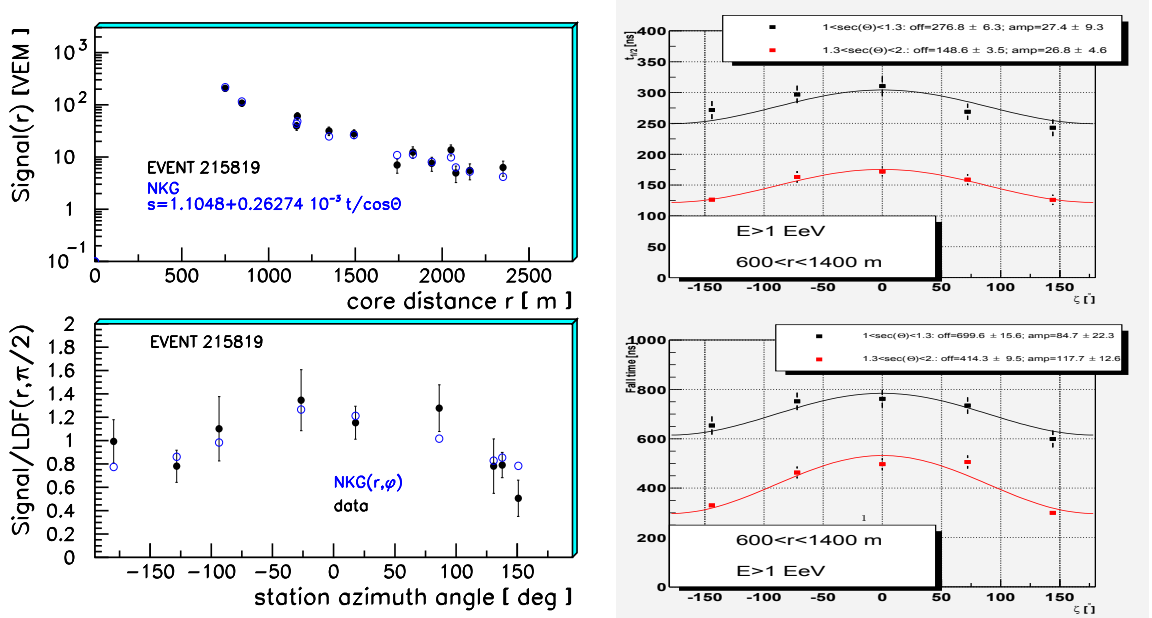 Signal(r) [VEM]
10³
10²
10
1
10⁻¹
EVENT 215819
NKG
s=1.1048+0.26274 10⁻³ t/cosΘ
0
500
1000
1500
2000
2500
core distance r [ m ]
Signal/LDF(r,π/2)
2
1.8
1.6
1.4
1.2
1
0.8
0.6
0.4
0.2
0
EVENT 215819
NKG(r,φ)
data
−150
−100
−50
0
50
100
150
station azimuth angle [ deg ]
t1/2 [ns]
1<sec(Θ)<1.3: off=276.8 ± 6.3; amp=27.4 ± 9.3
1.3<sec(Θ)<2.: off=148.6 ± 3.5; amp=26.8 ± 4.6
400
350
300
250
200
150
100
50
0
E>1 EeV
600<r<1400 m
-150
-100
-50
0
50
100
150
ζ [°]
Fall time [ns]
1<sec(Θ)<1.3: off=699.6 ± 15.6; amp=84.7 ± 22.3
1.3<sec(Θ)<2.: off=414.3 ± 9.5; amp=117.7 ± 12.6
1000
800
600
400
200
0
1
600<r<1400 m
E>1 EeV
-150
-100
-50
0
50
100
150
ζ [°]